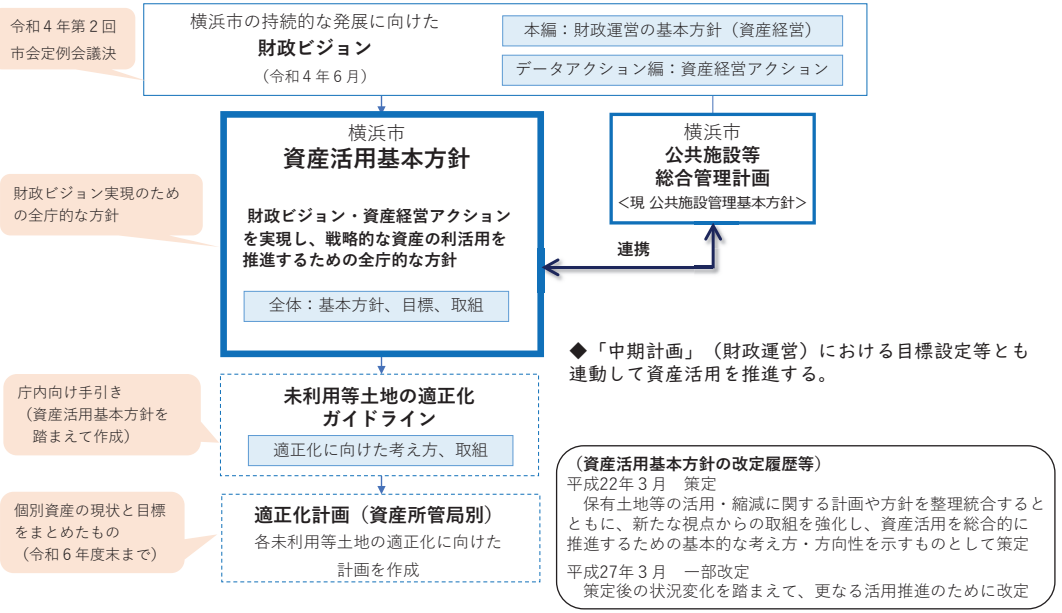 令和４年第２回
市会定例会議決
横浜市の持続的な発展に向けた
財政ビジョン
（令和４年６月）
本編：財政運営の基本方針（資産経営）
データアクション編：資産経営アクション
横浜市
資産活用基本方針
財政ビジョン・資産経営アクション
を実現し、戦略的な資産の利活用を
推進するための全庁的な方針
全体：基本方針、目標、取組
財政ビジョン実現のため
の全庁的な方針
横浜市
公共施設等
総合管理計画
＜現 公共施設管理基本方針＞
連携
◆「中期計画」（財政運営）における目標設定等とも
連動して資産活用を推進する。
庁内向け手引き
（資産活用基本方針を
踏まえて作成）
未利用等土地の適正化
ガイドライン
適正化に向けた考え方、取組
個別資産の現状と目標
をまとめたもの
（令和６年度末まで）
適正化計画（資産所管局別）
各未利用等土地の適正化に向けた
計画を作成
（資産活用基本方針の改定履歴等）
平成22年３月　策定
保有土地等の活用・縮減に関する計画や方針を整理統合すると
ともに、新たな視点からの取組を強化し、資産活用を総合的に
推進するための基本的な考え方・方向性を示すものとして策定
平成27年３月　一部改定
策定後の状況変化を踏まえて、更なる活用推進のために改定